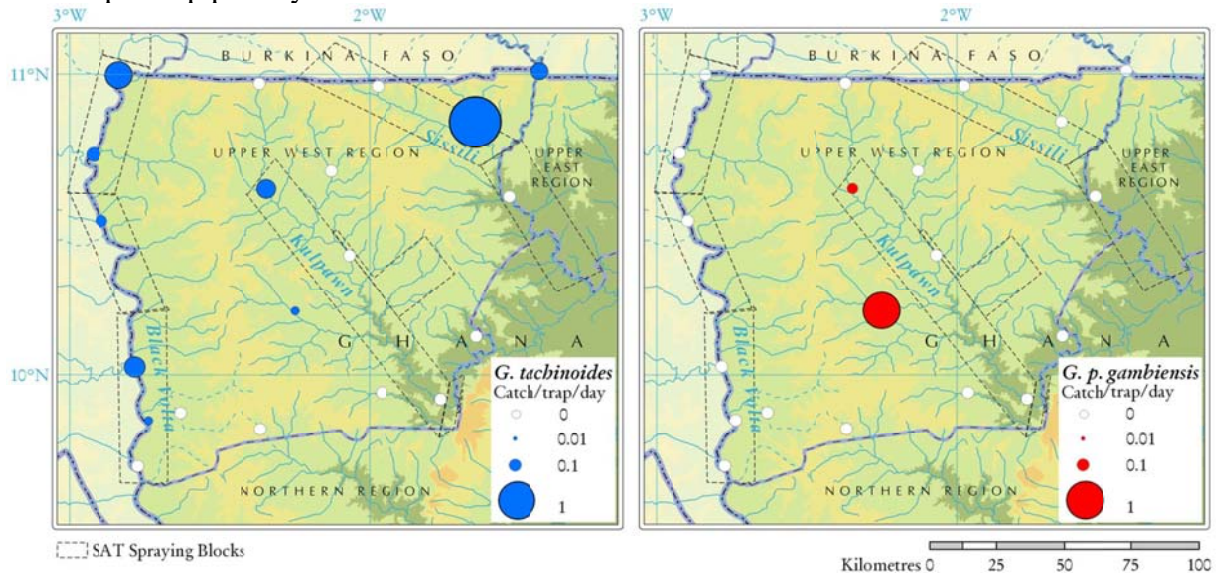 3°W 2°W
11°N
10°N
BURKINA FASO
UPPER WEST REGION
Sissili
UPPER
EAST
REGION
Kulpawn
Black Volta
GHANA
NORTHERN REGION
G. tachinoides
Catch/trap/day
0
0.01
0.1
1
SAT Spraying Blocks
3°W 2°W
BURKINA FASO
UPPER WEST REGION
Sissili
UPPER
EAST
REGION
Kulpawn
Black Volta
GHANA
NORTHERN REGION
G. p. gambiensis
Catch/trap/day
0
0.01
0.1
1
Kilometres 0 25 50 75 100